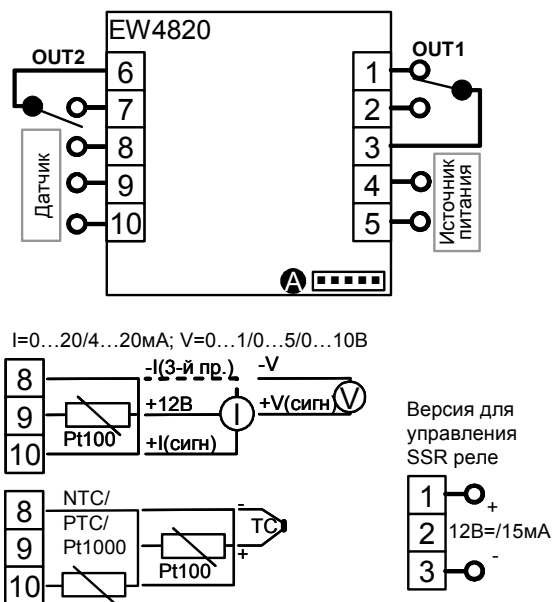 EW4820
OUT2
OUT1
6
7
8
9
10
1
2
3
4
5
Датчик
Источник
питания
A
I=0…20/4…20мА; V=0…1/0…5/0…10В
8
9
10
Pt100
-I(3-й пр.)
+12В
+I(сигн)
I
-V
+V(сигн)
V
8
9
10
NTC/
PTC/
Pt1000
Pt100
-
TC
+
Версия для
управления
SSR реле
1
+
2
12В=/15мА
3
-